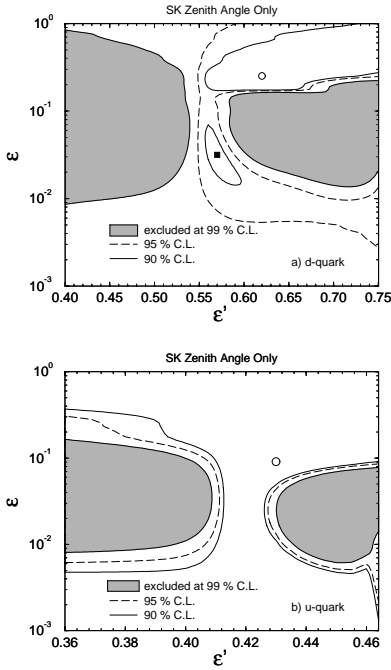 SK Zenith Angle Only
10⁰
10⁻¹
ε
10⁻²
excluded at 99 % C.L.
95 % C.L.
90 % C.L.
a) d-quark
10⁻³
0.40 0.45 0.50 0.55 0.60 0.65 0.70 0.75
ε'
SK Zenith Angle Only
10⁰
10⁻¹
ε
10⁻²
excluded at 99 % C.L.
95 % C.L.
90 % C.L.
b) u-quark
10⁻³
0.36 0.38 0.40 0.42 0.44 0.46
ε'